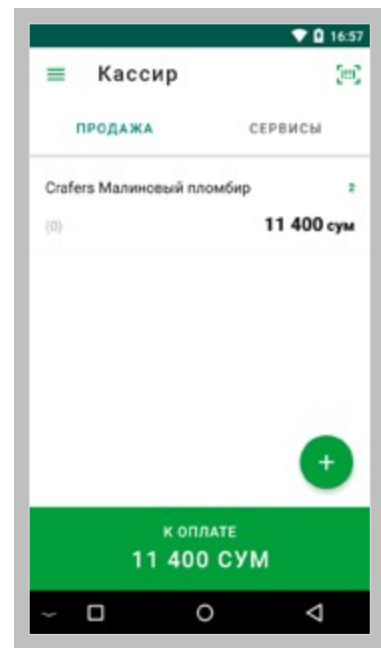 16:57
Кассир
ПРОДАЖА СЕРВИСЫ
Crafers Малиновый пломбир 2
(0) 11 400 сум
+
К ОПЛАТЕ
11 400 СУМ